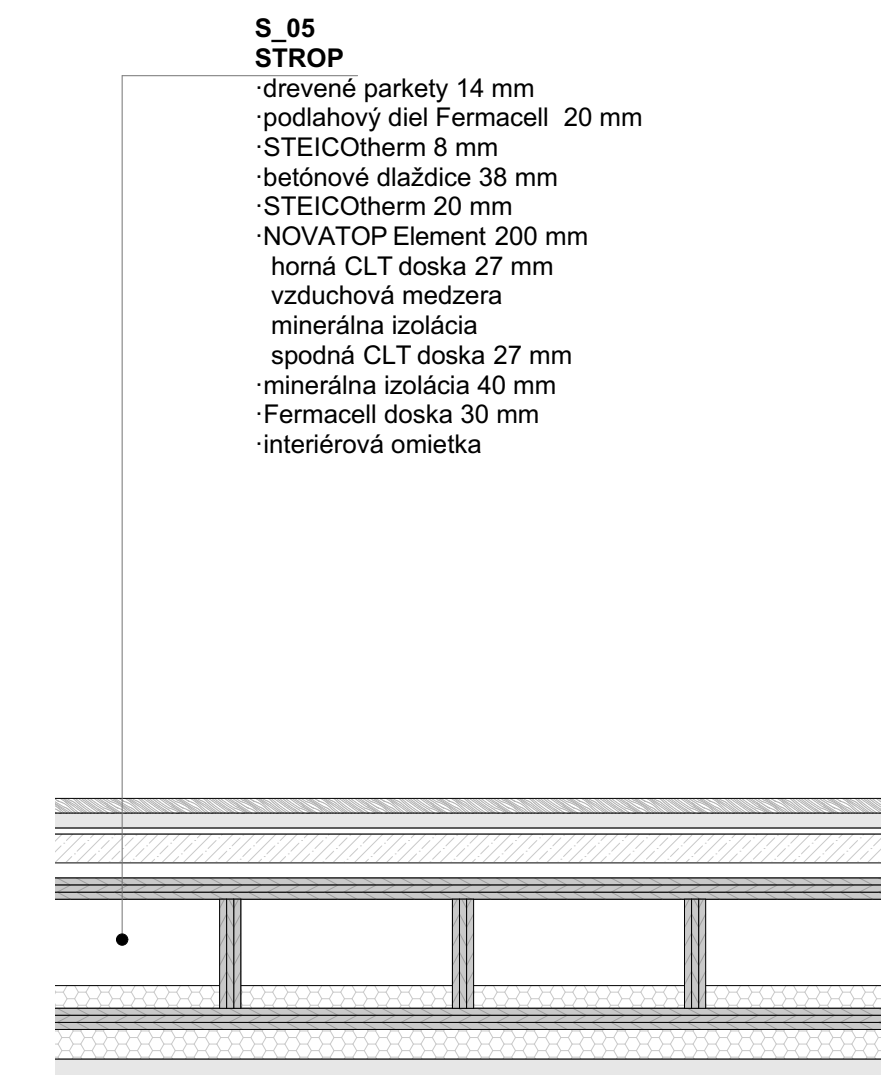 S_05
STROP
·drevené parkety 14 mm
·podlahový diel Fermacell  20 mm
·STEICOtherm 8 mm
·betónové dlaždice 38 mm
·STEICOtherm 20 mm
·NOVATOP Element 200 mm
horná CLT doska 27 mm
vzduchová medzera
minerálna izolácia
spodná CLT doska 27 mm
·minerálna izolácia 40 mm
·Fermacell doska 30 mm
·interiérová omietka